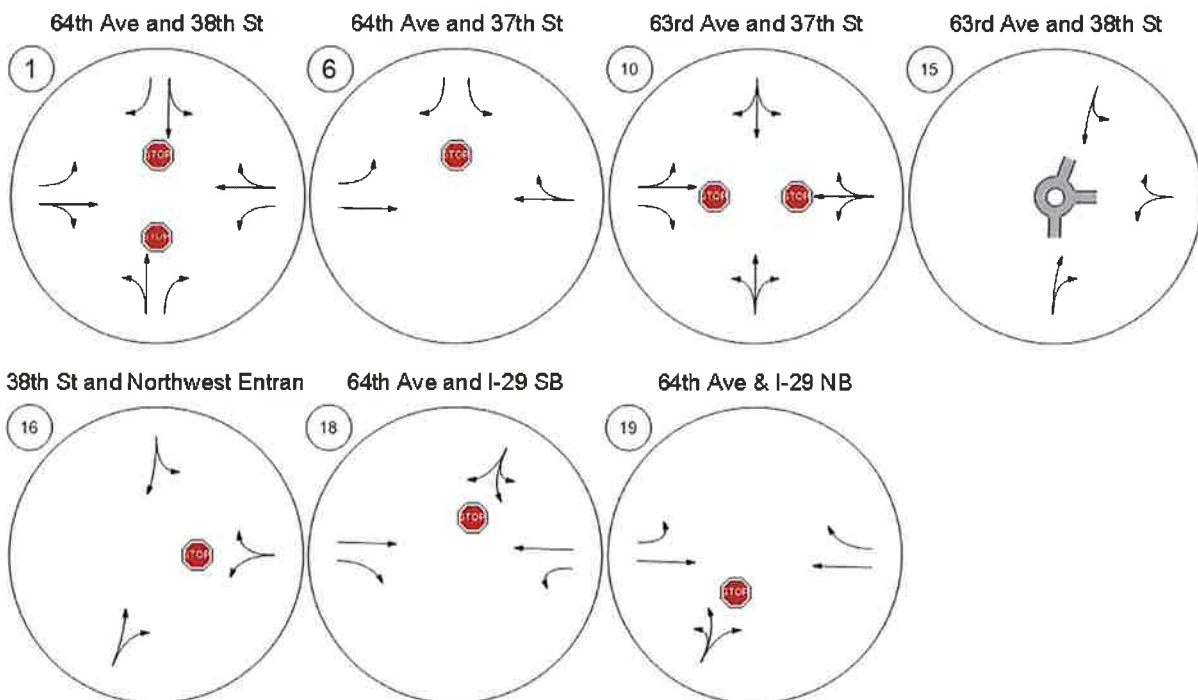 64th Ave and 38th St
64th Ave and 37th St
63rd Ave and 37th St
63rd Ave and 38th St
1
6
10
15
STOP
STOP
STOP
STOP
STOP
38th St and Northwest Entran
64th Ave and I-29 SB
64th Ave & I-29 NB
16
18
19
STOP
STOP
STOP